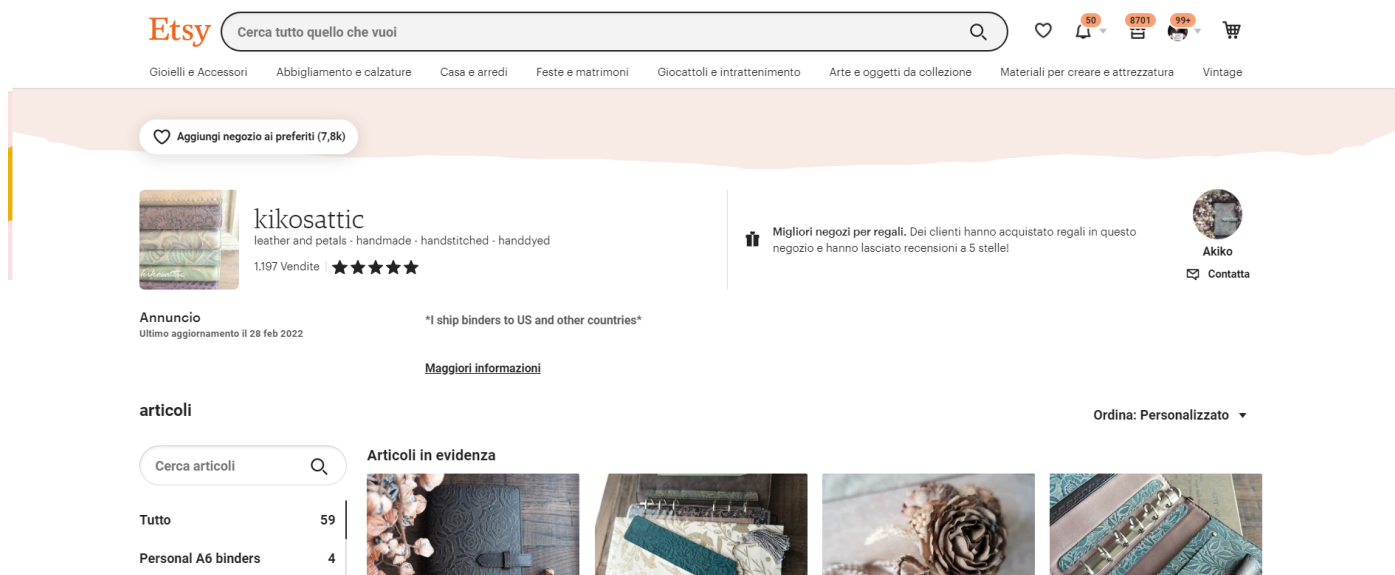 Etsy
Cerca tutto quello che vuoi
50
8701
99+
Gioielli e Accessori
Abbigliamento e calzature
Casa e arredi
Feste e matrimoni
Giocattoli e intrattenimento
Arte e oggetti da collezione
Materiali per creare e attrezzatura
Vintage
Aggiungi negozio ai preferiti (7,8k)
kikosattic
kikosattic
leather and petals - handmade - handstitched - handdyed
1.197 Vendite
Migliori negozi per regali. Dei clienti hanno acquistato regali in questo
negozio e hanno lasciato recensioni a 5 stelle!
Akiko
Contatta
Annuncio
Ultimo aggiornamento il 28 feb 2022
*I ship binders to US and other countries*
Maggiori informazioni
articoli
Ordina: Personalizzato
Cerca articoli
Articoli in evidenza
Tutto 59
Personal A6 binders 4